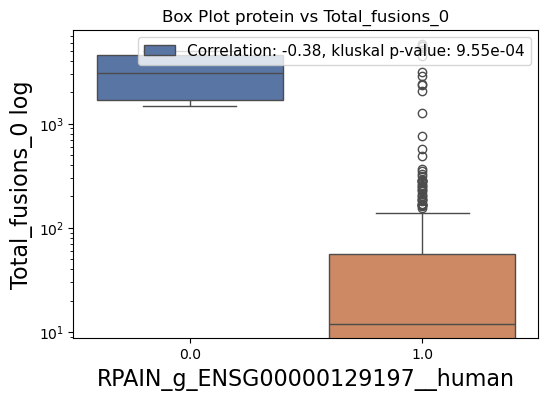 Box Plot protein vs Total_fusions_0
Correlation: -0.38, kluskal p-value: 9.55e-04
Total_fusions_0 log
10³
10²
10¹
0.0 1.0
RPAIN_g_ENSG00000129197__human